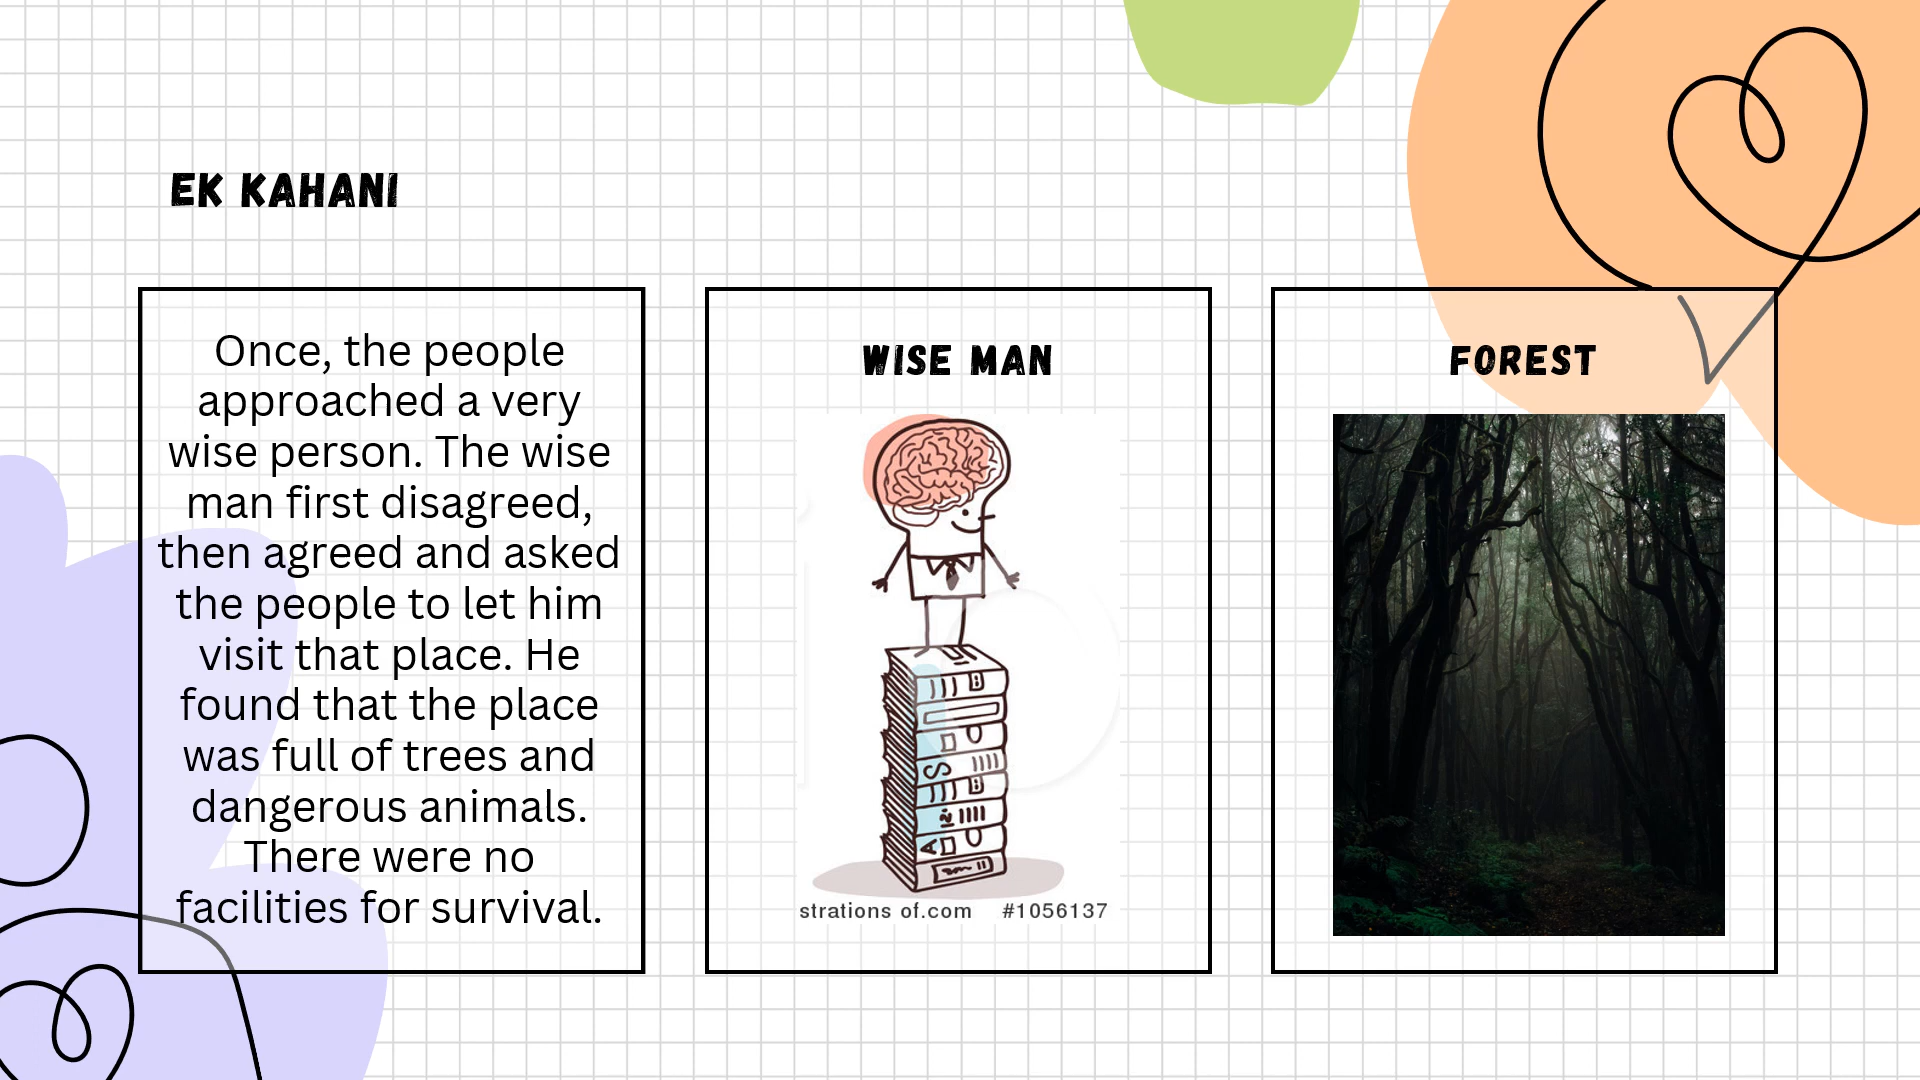 EK KAHANI
Once, the people
approached a very
wise person. The wise
man first disagreed,
then agreed and asked
the people to let him
visit that place. He
found that the place
was full of trees and
dangerous animals.
There were no
facilities for survival.
WISE MAN
strations of.com #1056137
FOREST